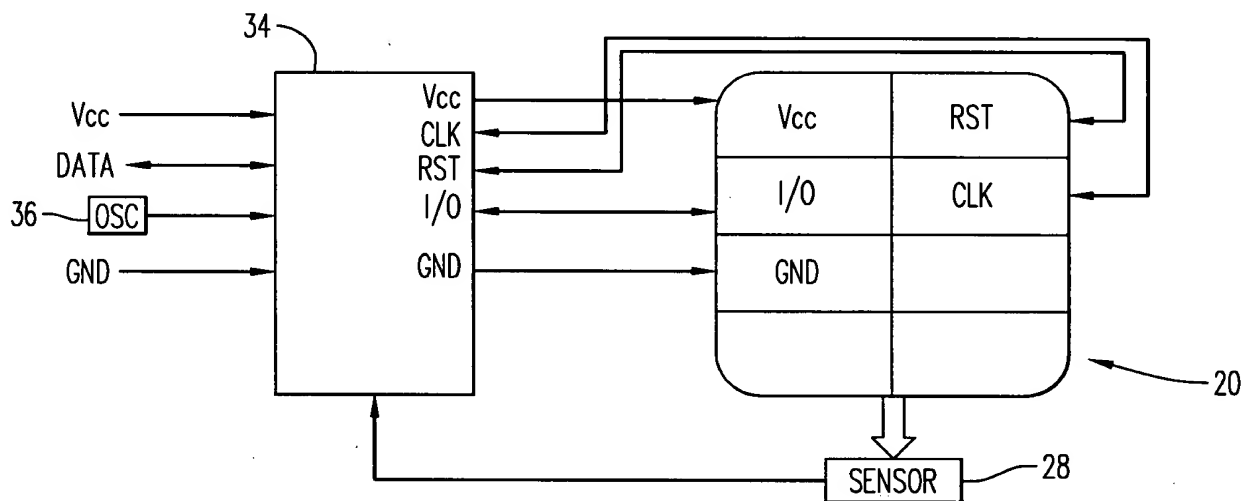 34
Vcc
DATA
36
OSC
GND
Vcc
CLK
RST
I/O
GND
Vcc
RST
I/O
CLK
GND
20
SENSOR
28